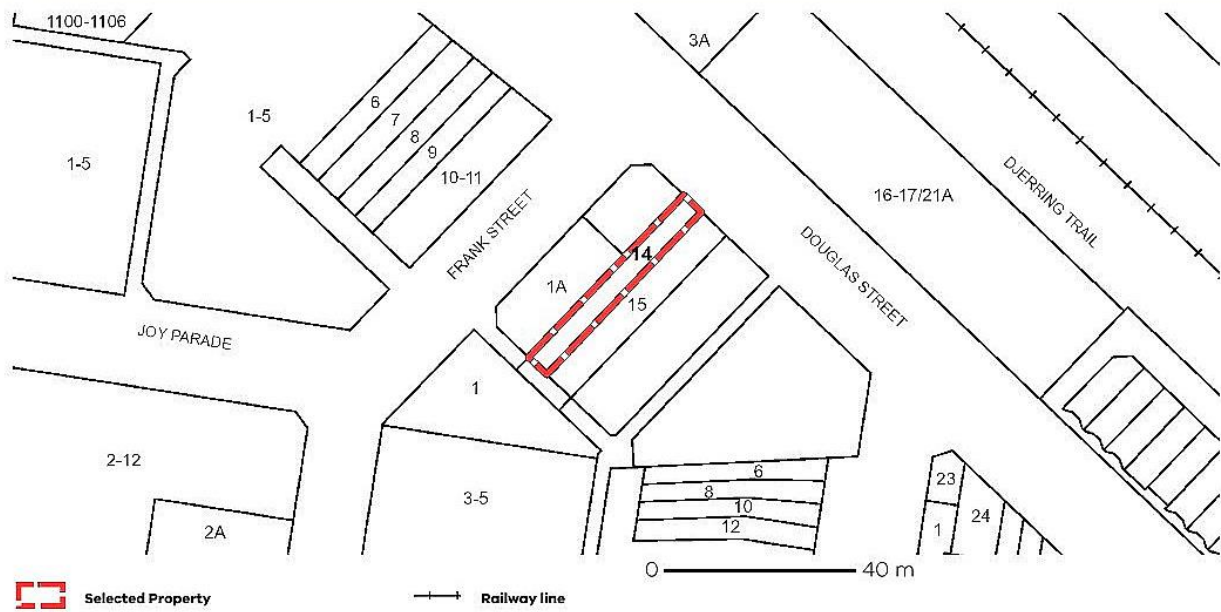 1100-1106
3A
6
1-5
7
8
1-5
9
10-11
16-17/21A
DJERRING TRAIL
FRANK STREET
14
DOUGLAS STREET
1A
15
JOY PARADE
1
2-12
6
23
8
3-5
10
24
12
2A
1
0 40 m
Selected Property
Railway line